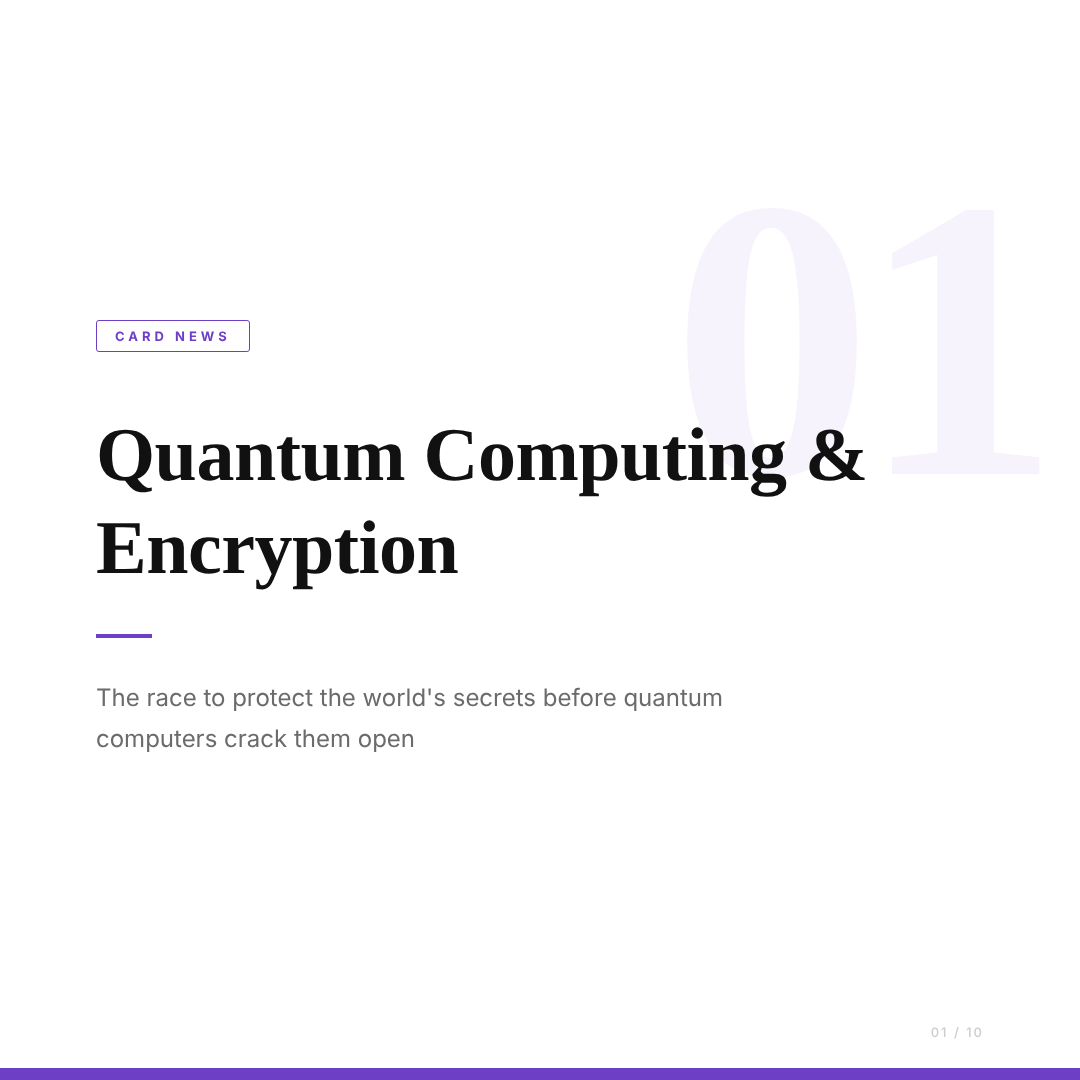 01
CARD NEWS
Quantum Computing &
Encryption
The race to protect the world's secrets before quantum
computers crack them open
01 / 10